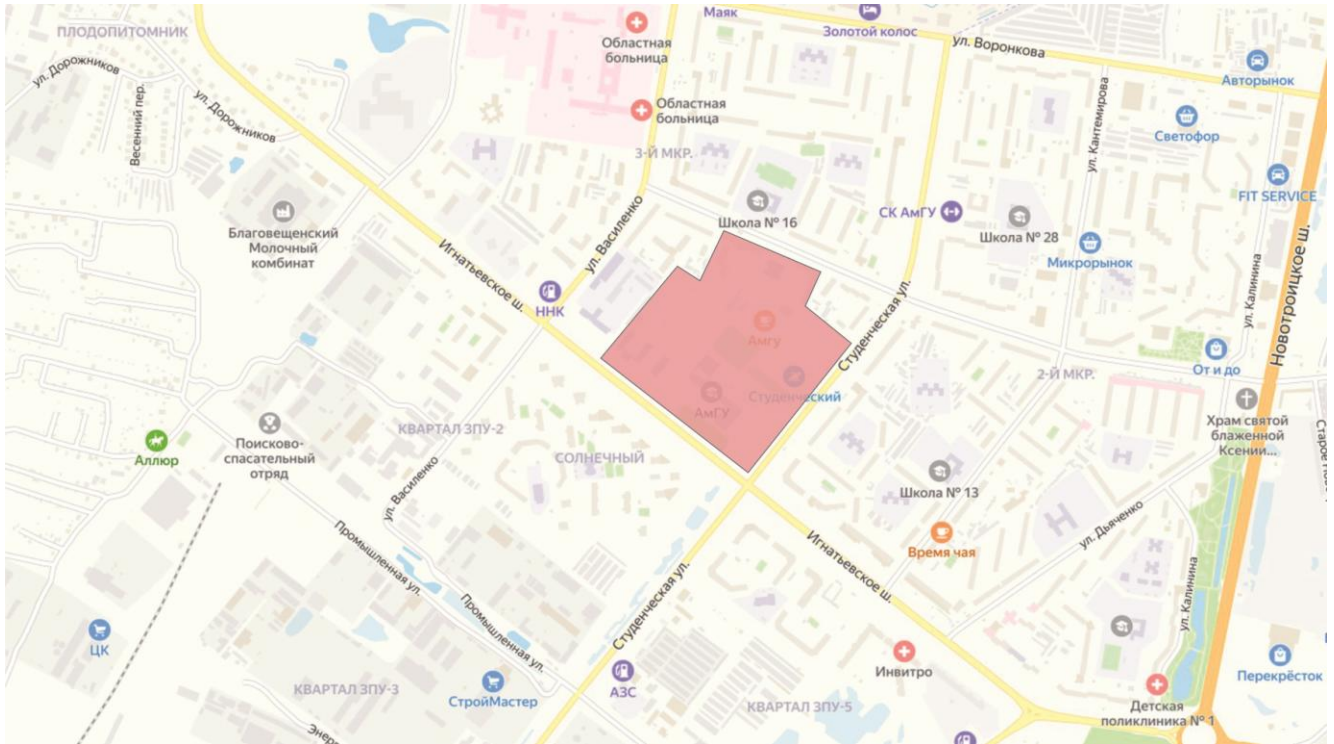 Маяк
Золотой колос
ПЛОДОПИТОМНИК
ул. Воронкова
Областная
больница
ул. Дорожников
Авторынок
Весенний пер.
ул. Дорожников
Областная
больница
Светофор
ул. Кантемирова
3-Й МКР.
FIT SERVICE
Школа № 16
СК АмГУ
Школа № 28
Благовещенский
Молочный
комбинат
ул. Василенко
Микрорынок
Игнатьевское ш.
ННК
ул. Калинина
Новотроицкое ш.
Амгу
Студенческая ул.
От и до
2-Й МКР.
Студенческий
АмГУ
Храм святой
блаженной
Ксении...
КВАРТАЛ ЗПУ-2
Поисково-
спасательный
отряд
Аллюр
СОЛНЕЧНЫЙ
ул. Василенко
Школа № 13
Время чая
ул. Дьяченко
Промышленная ул.
Игнатьевское ш.
ул. Калинина
Промышленная ул.
Студенческая ул.
ЦК
Инвитро
Перекрёсток
КВАРТАЛ ЗПУ-3
СтройМастер
АЗС
КВАРТАЛ ЗПУ-5
Детская
поликлиника № 1